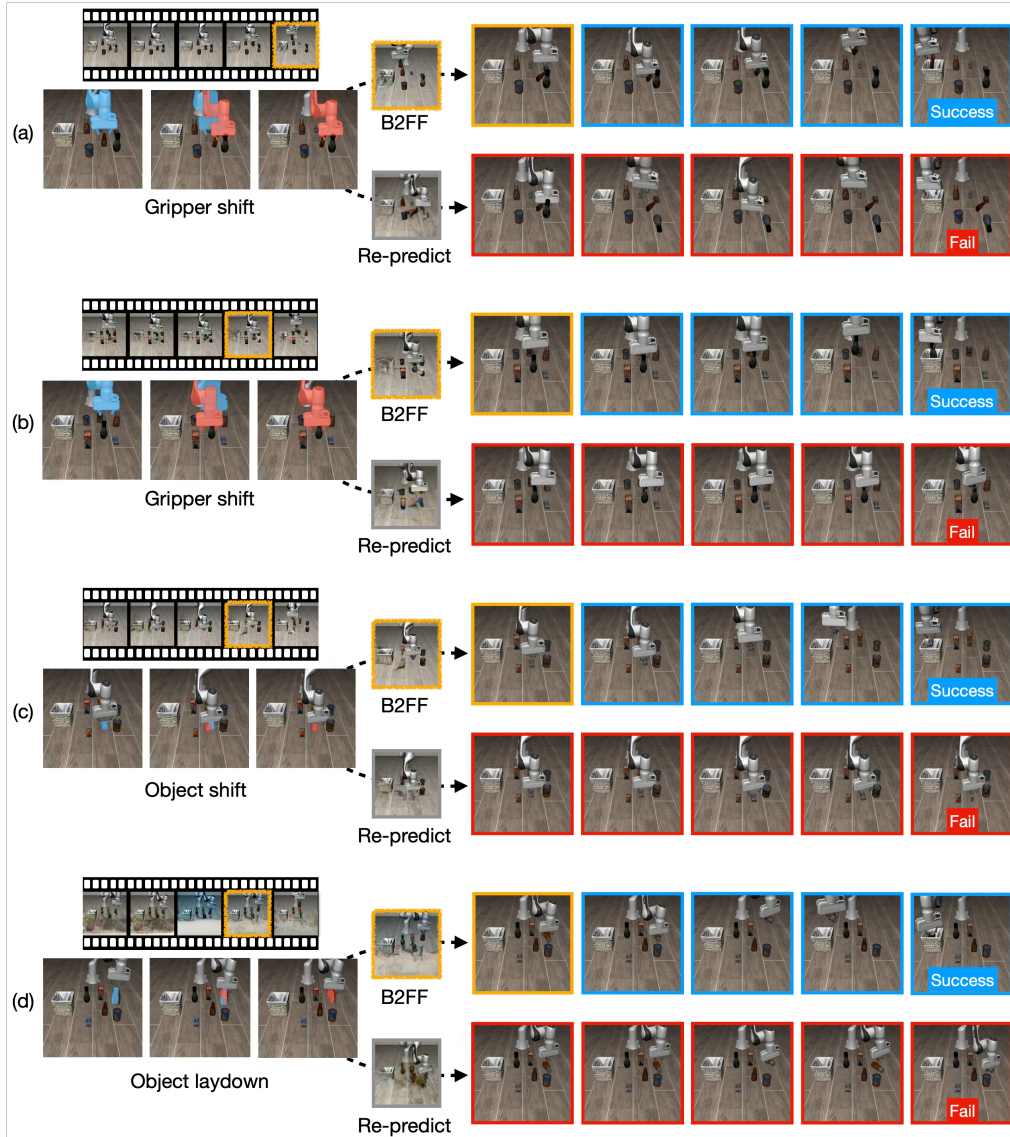 (a)
B2FF
Success
Gripper shift
Re-predict
Fail
(b)
B2FF
Success
Gripper shift
Re-predict
Fail
(c)
B2FF
Success
Object shift
Re-predict
Fail
(d)
B2FF
Success
Object laydown
Re-predict
Fail